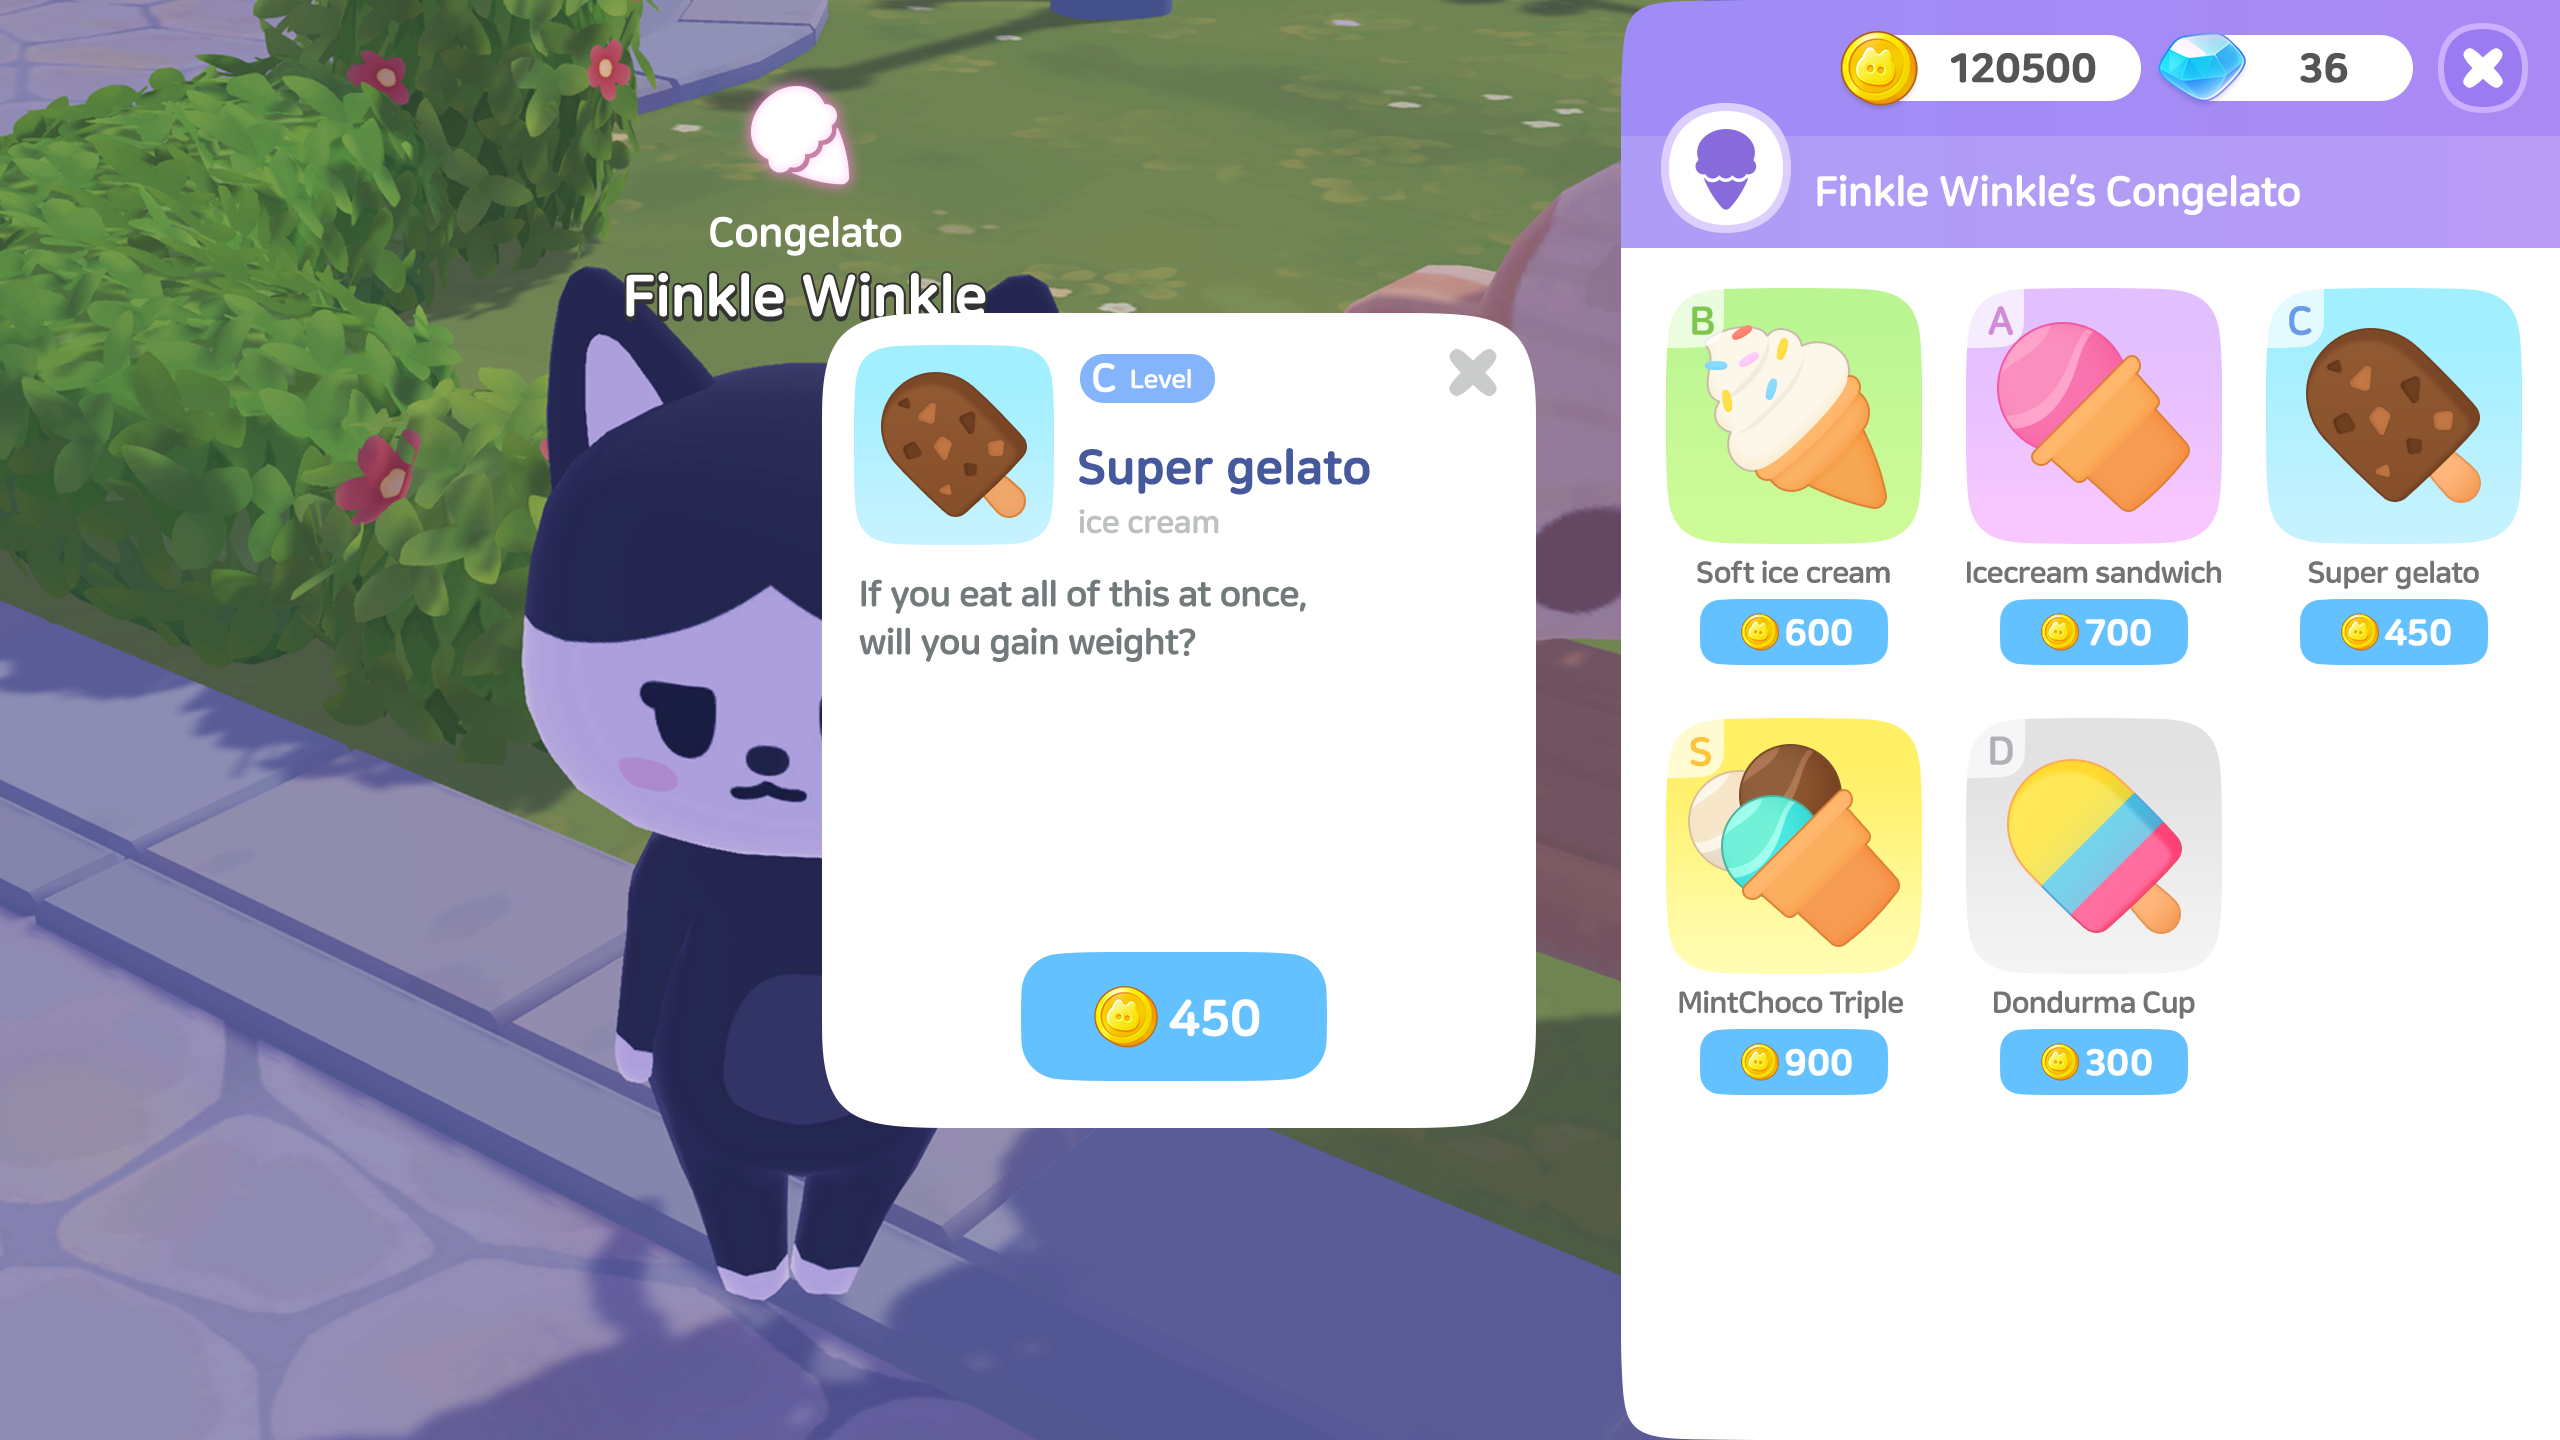 Congelato
Finkle Winkle
C Level
Super gelato
ice cream
If you eat all of this at once,
will you gain weight?
450
120500
36
Finkle Winkle's Congelato
B
A
C
Soft ice cream
Icecream sandwich
Super gelato
600
700
450
S
D
MintChoco Triple
Dondurma Cup
900
300